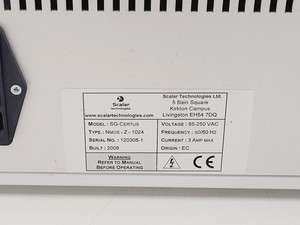 Scalar
Technologies
www.scalartechnologies.com
Scalar Technologies Ltd.
5 Bain Square
Kirkton Campus
Livingston EH54 7DQ
Model: SG-Certus
Type: NM05 - Z - 1024
Serial No.: 120308-1
Built: 2008
Voltage: 95-250 VAC
Frequency: 50/60 Hz
Current: 3 Amp max
Origin: EC
Warning
Refer to Manual
Before Operating